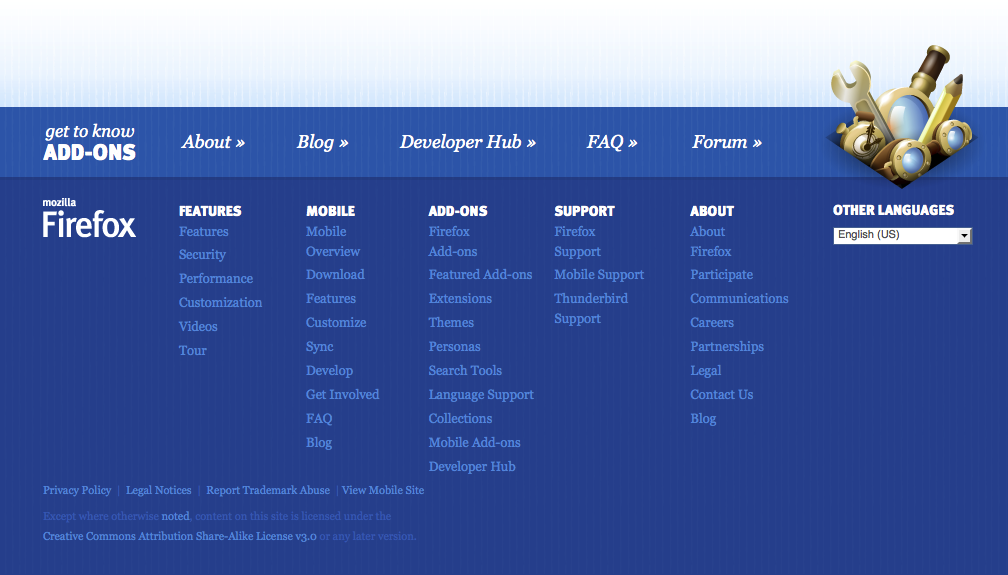 get to know
ADD-ONS
About »
Blog »
Developer Hub »
FAQ »
Forum »
mozilla
Firefox
FEATURES
Features
Security
Performance
Customization
Videos
Tour
MOBILE
Mobile
Overview
Download
Features
Customize
Sync
Develop
Get Involved
FAQ
Blog
ADD-ONS
Firefox
Add-ons
Featured Add-ons
Extensions
Themes
Personas
Search Tools
Language Support
Collections
Mobile Add-ons
Developer Hub
SUPPORT
Firefox
Support
Mobile Support
Thunderbird
Support
ABOUT
About
Firefox
Participate
Communications
Careers
Partnerships
Legal
Contact Us
Blog
OTHER LANGUAGES
English (US)
Privacy Policy | Legal Notices | Report Trademark Abuse | View Mobile Site
Except where otherwise noted, content on this site is licensed under the
Creative Commons Attribution Share-Alike License v3.0 or any later version.